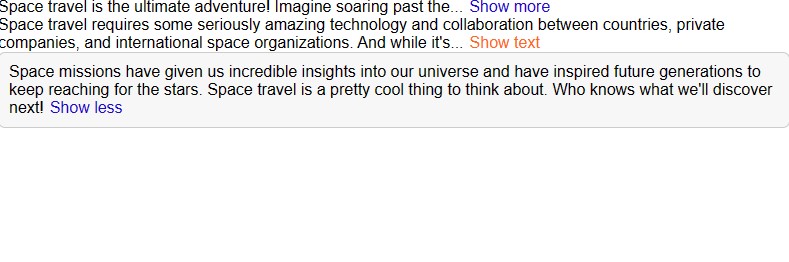 Space travel is the ultimate adventure! Imagine soaring past the... Show more
Space travel requires some seriously amazing technology and collaboration between countries, private
companies, and international space organizations. And while it's... Show text
Space missions have given us incredible insights into our universe and have inspired future generations to
keep reaching for the stars. Space travel is a pretty cool thing to think about. Who knows what we'll discover
next! Show less